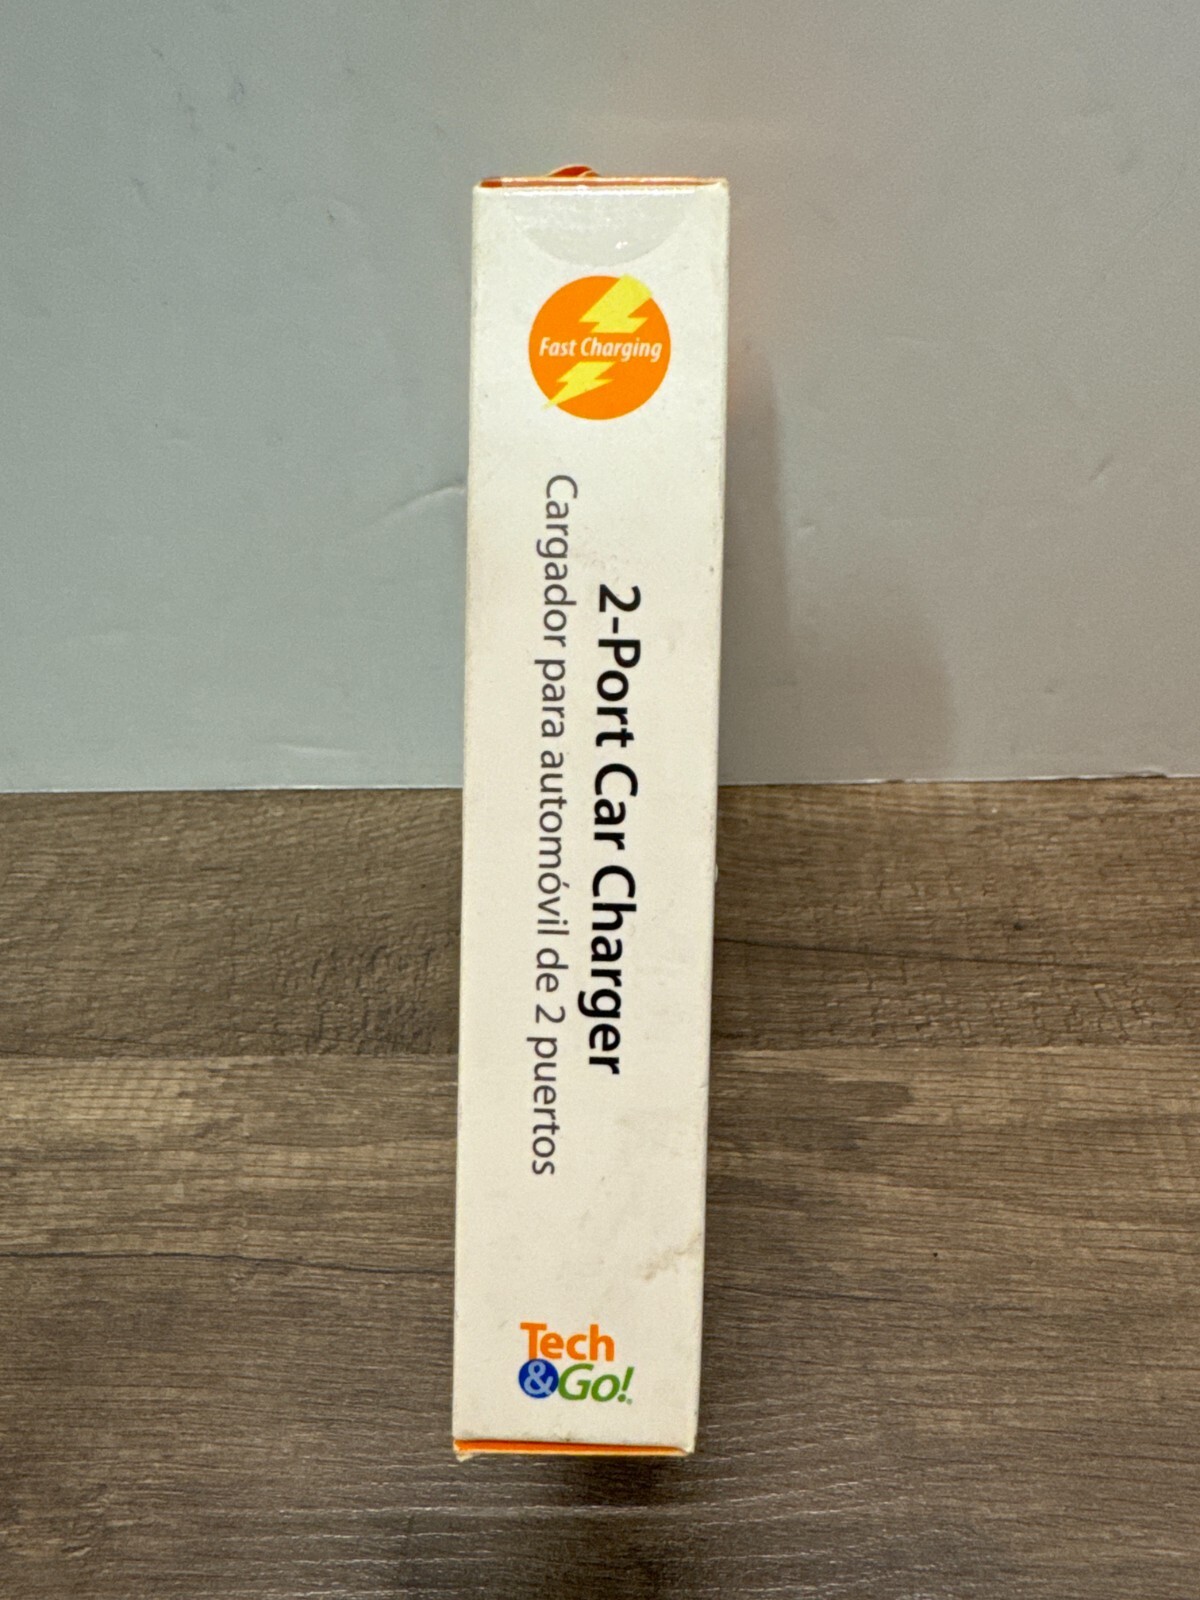 Fast Charging
2-Port Car Charger
Cargador para automóvil de 2 puertos
Tech
&Go!